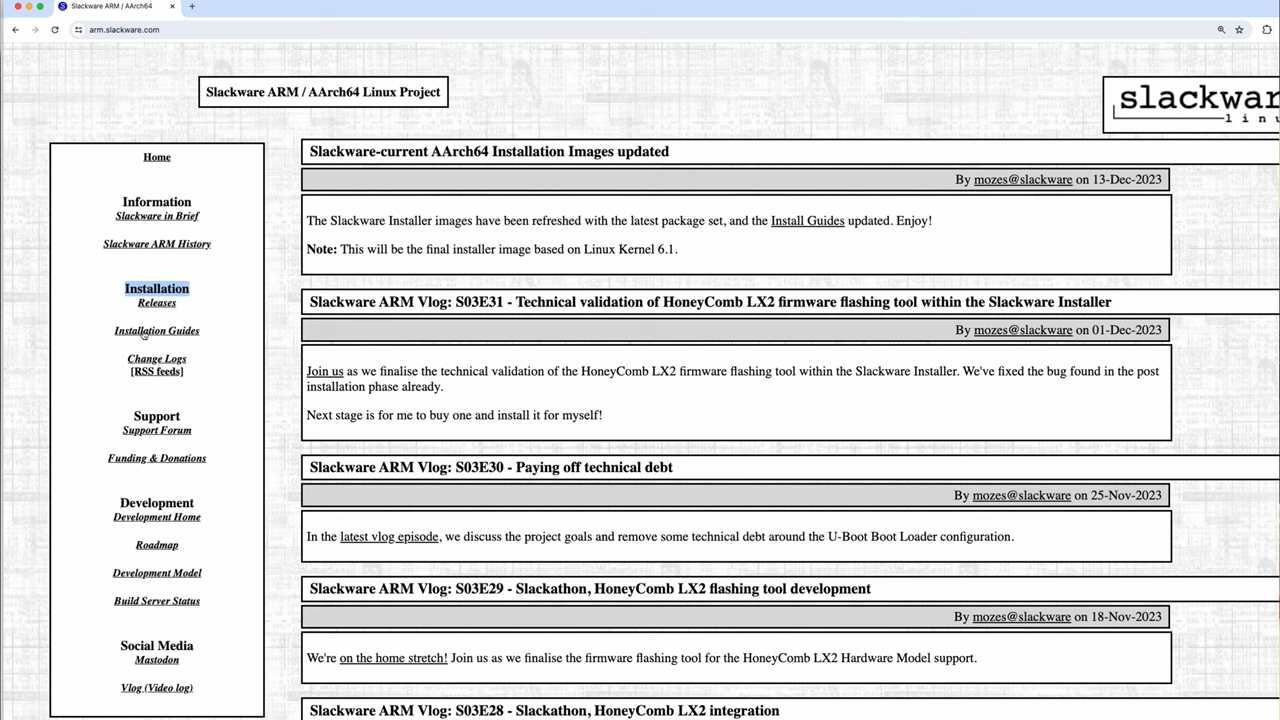 Slackware ARM / AArch64
arm.slackware.com
Slackware ARM / AArch64 Linux Project
slackwar
linu
Home
Information
Slackware in Brief
Slackware ARM History
Installation
Releases
Installation Guides
Change Logs
[RSS feeds]
Support
Support Forum
Funding & Donations
Development
Development Home
Roadmap
Development Model
Build Server Status
Social Media
Mastodon
Vlog (Video log)
Slackware-current AArch64 Installation Images updated
By mozes@slackware on 13-Dec-2023
The Slackware Installer images have been refreshed with the latest package set, and the Install Guides updated. Enjoy!
Note: This will be the final installer image based on Linux Kernel 6.1.
Slackware ARM Vlog: S03E31 - Technical validation of HoneyComb LX2 firmware flashing tool within the Slackware Installer
By mozes@slackware on 01-Dec-2023
Join us as we finalise the technical validation of the HoneyComb LX2 firmware flashing tool within the Slackware Installer. We've fixed the bug found in the post
installation phase already.
Next stage is for me to buy one and install it for myself!
Slackware ARM Vlog: S03E30 - Paying off technical debt
By mozes@slackware on 25-Nov-2023
In the latest vlog episode, we discuss the project goals and remove some technical debt around the U-Boot Boot Loader configuration.
Slackware ARM Vlog: S03E29 - Slackathon, HoneyComb LX2 flashing tool development
By mozes@slackware on 18-Nov-2023
We're on the home stretch! Join us as we finalise the firmware flashing tool for the HoneyComb LX2 Hardware Model support.
Slackware ARM Vlog: S03E28 - Slackathon, HoneyComb LX2 integration